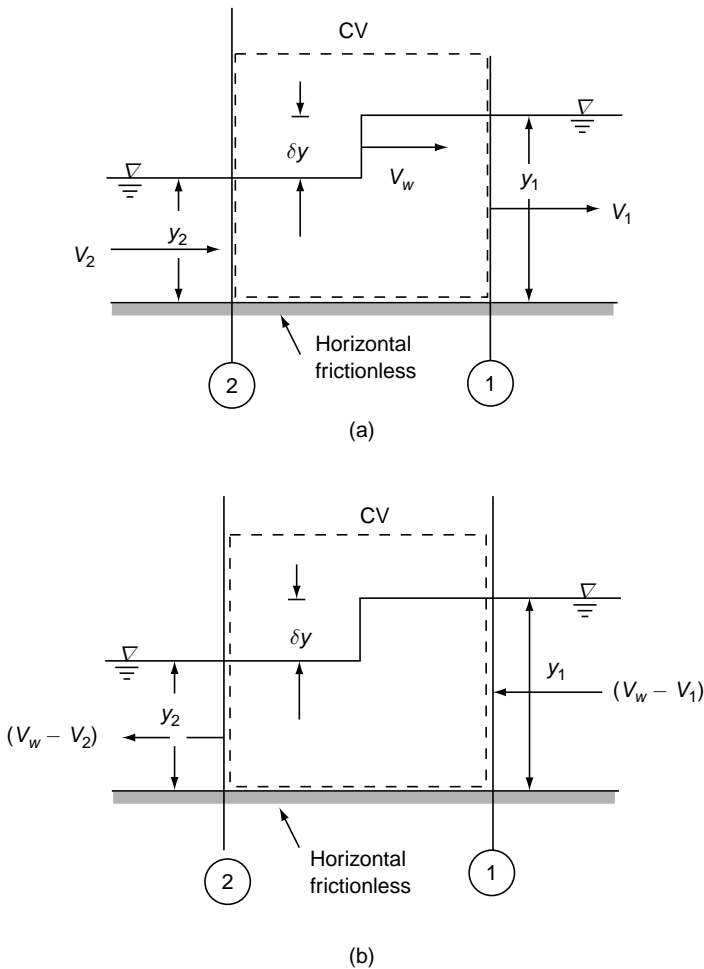 CV
δy
V_w
y_1
V_1
y_2
V_2
Horizontal
frictionless
2
1
(a)
CV
δy
y_1
(V_w − V_1)
y_2
(V_w − V_2)
Horizontal
frictionless
2
1
(b)